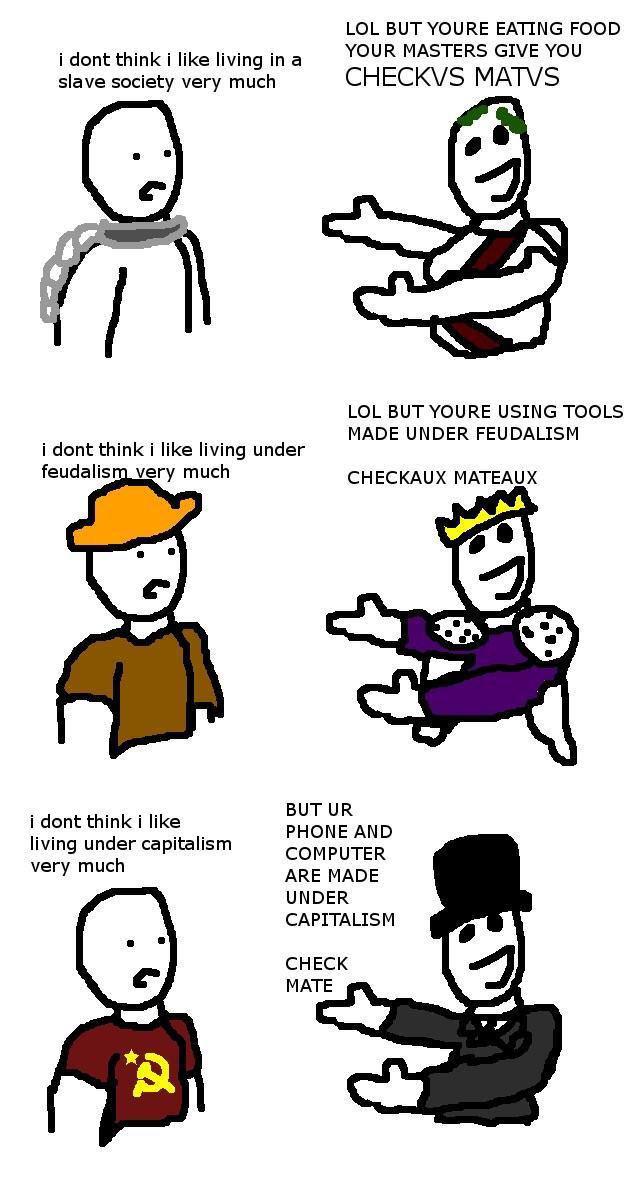 i dont think i like living in a
slave society very much
LOL BUT YOURE EATING FOOD
YOUR MASTERS GIVE YOU
CHECKVS MATVS
i dont think i like living under
feudalism very much
LOL BUT YOURE USING TOOLS
MADE UNDER FEUDALISM
CHECKAUX MATEAUX
i dont think i like
living under capitalism
very much
BUT UR
PHONE AND
COMPUTER
ARE MADE
UNDER
CAPITALISM
CHECK
MATE